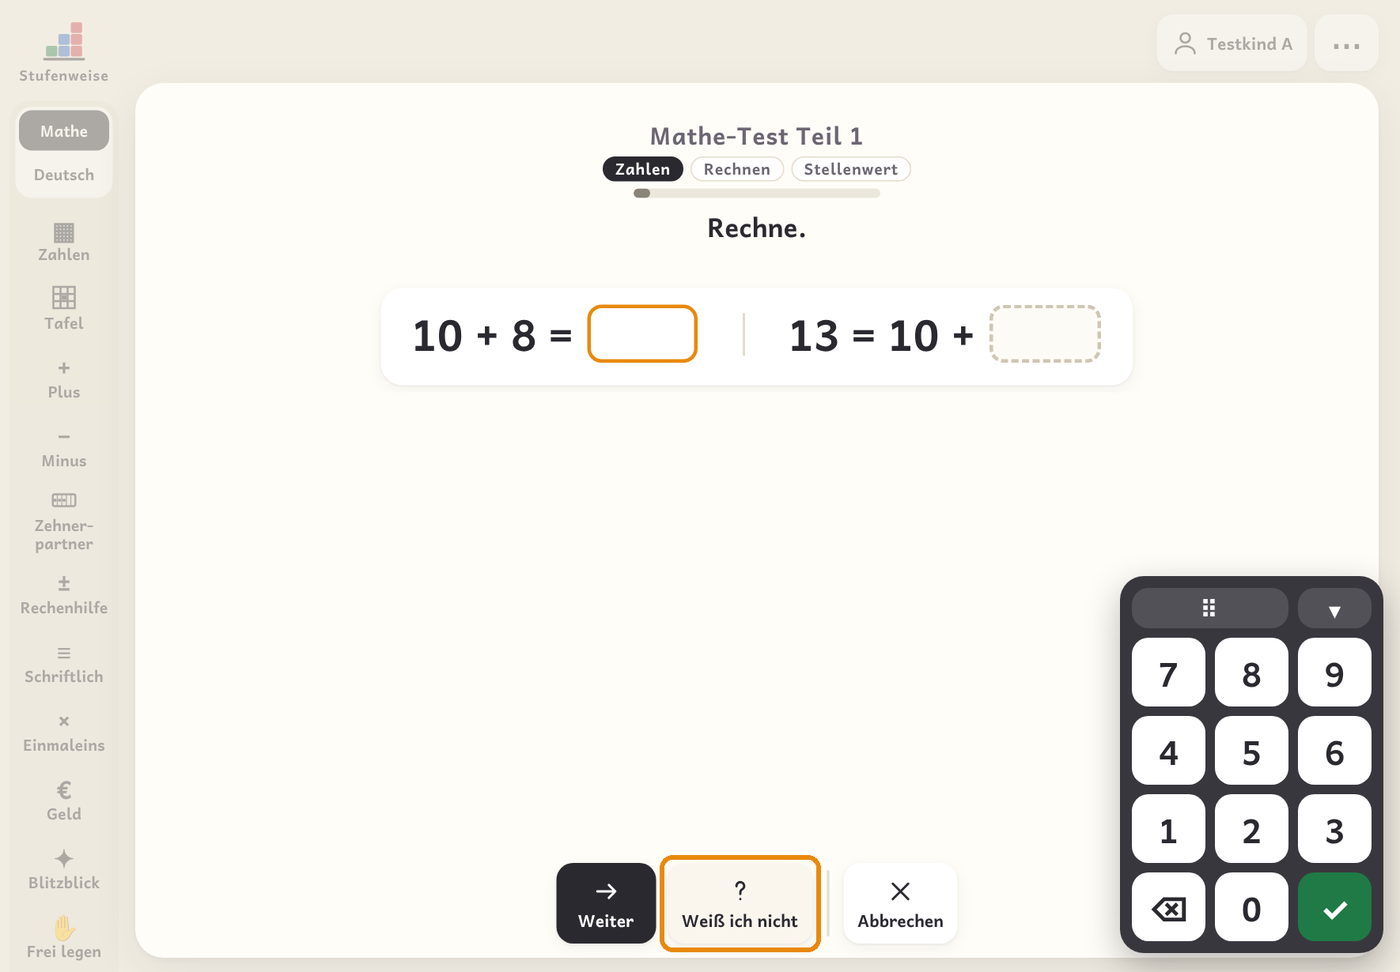 Stufenweise
Testkind A
...
Mathe
Deutsch
Zahlen
Tafel
+
Plus
−
Minus
Zehner-
partner
±
Rechenhilfe
Schriftlich
×
Einmaleins
€
Geld
Blitzblick
Frei legen
Mathe-Test Teil 1
Zahlen Rechnen Stellenwert
Rechne.
10 + 8 =
13 = 10 +
7 8 9
4 5 6
1 2 3
0
→
Weiter
?
Weiß ich nicht
Abbrechen